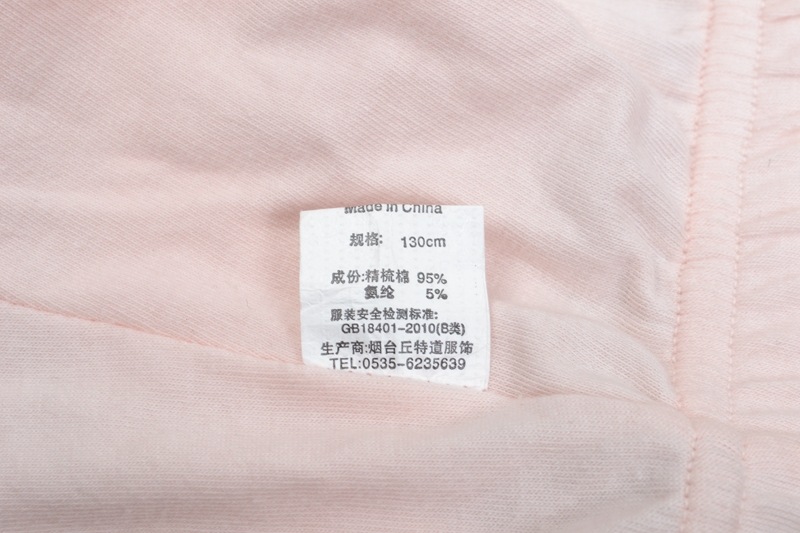 Made in China
规格: 130cm
成份:精梳棉 95%
氨纶 5%
服装安全检测标准:
GB18401-2010(B类)
生产商:烟台丘特道服饰
TEL:0535-6235639